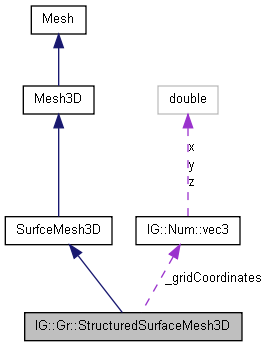 Mesh
Mesh3D
double
x
y
z
SurfceMesh3D
IG::Num::vec3
_gridCoordinates
IG::Gr::StructuredSurfaceMesh3D